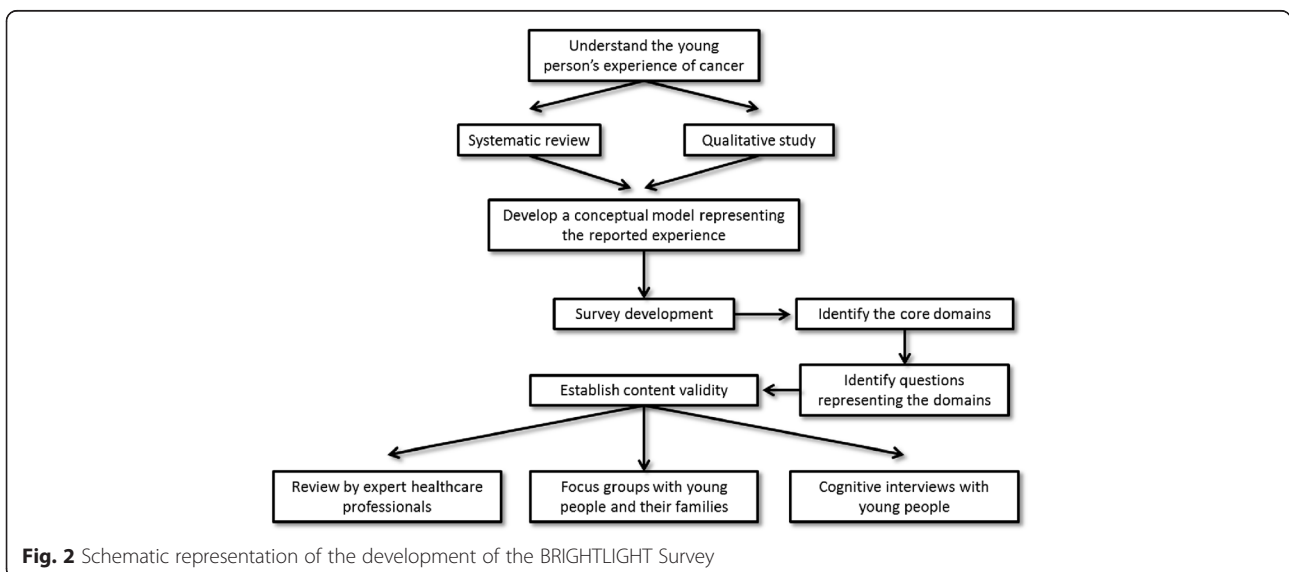 Understand the young
person's experience of cancer
Systematic review
Qualitative study
Develop a conceptual model representing
the reported experience
Survey development
Identify the core domains
Establish content validity
Identify questions
representing the domains
Review by expert healthcare
professionals
Focus groups with young
people and their families
Cognitive interviews with
young people
Fig. 2 Schematic representation of the development of the BRIGHTLIGHT Survey